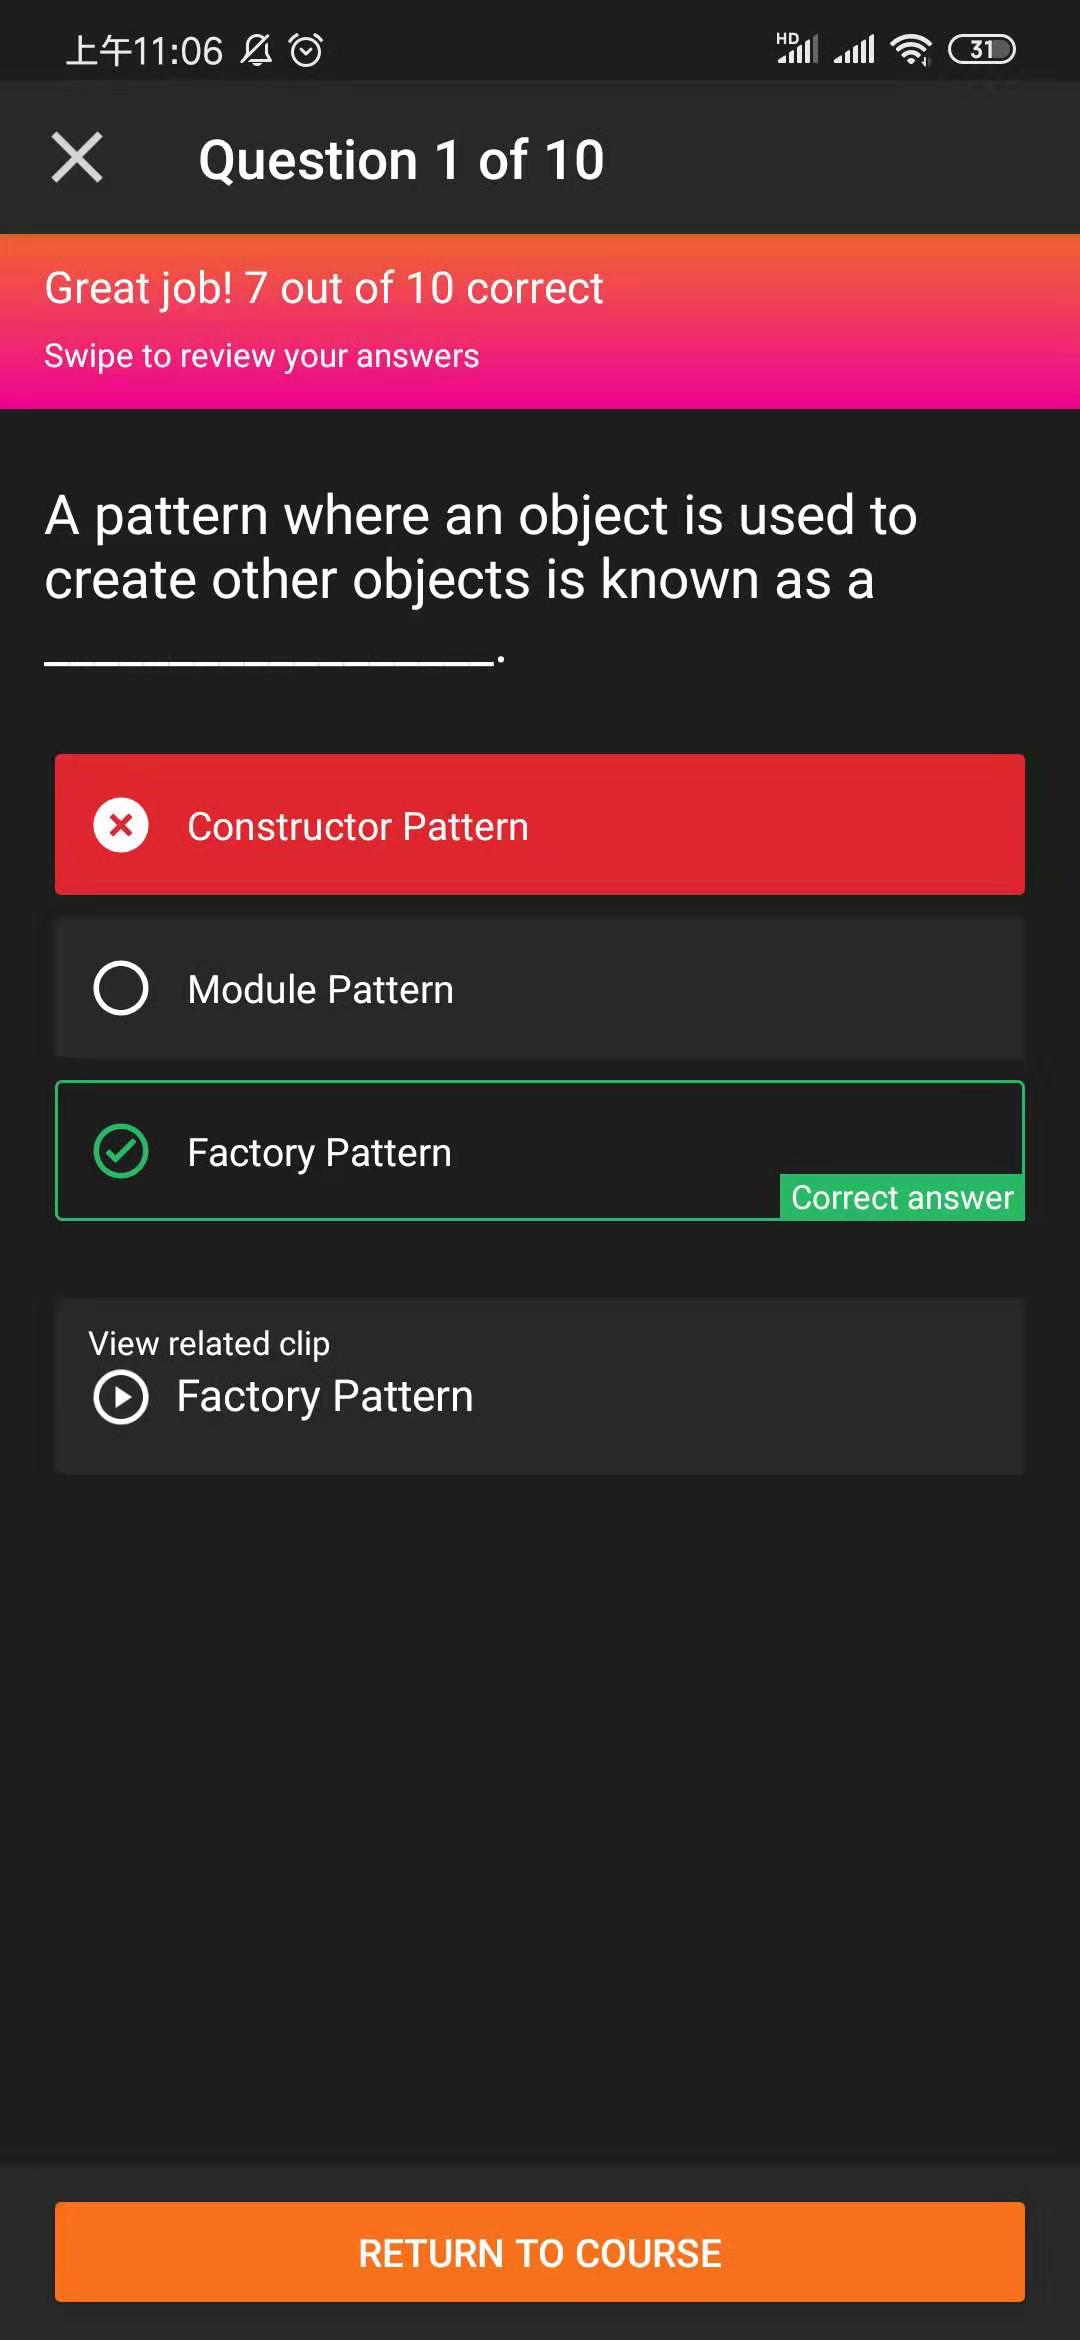 上午11:06
HD
31
Question 1 of 10
Great job! 7 out of 10 correct
Swipe to review your answers
A pattern where an object is used to
create other objects is known as a
__________________.
Constructor Pattern
Module Pattern
Factory Pattern
Correct answer
View related clip
Factory Pattern
RETURN TO COURSE